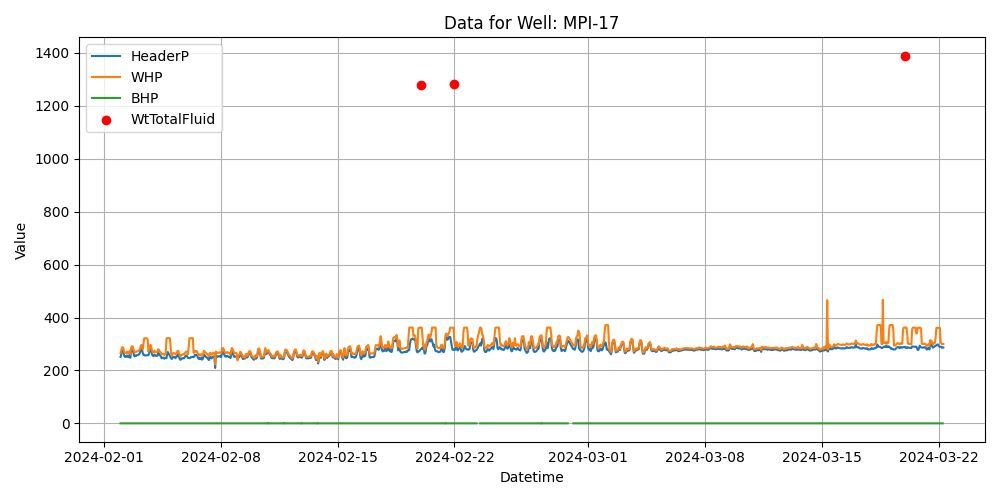 Data for Well: MPI-17
HeaderP
WHP
BHP
WtTotalFluid
Value
1400
1200
1000
800
600
400
200
0
2024-02-01 2024-02-08 2024-02-15 2024-02-22 2024-03-01 2024-03-08 2024-03-15 2024-03-22
Datetime